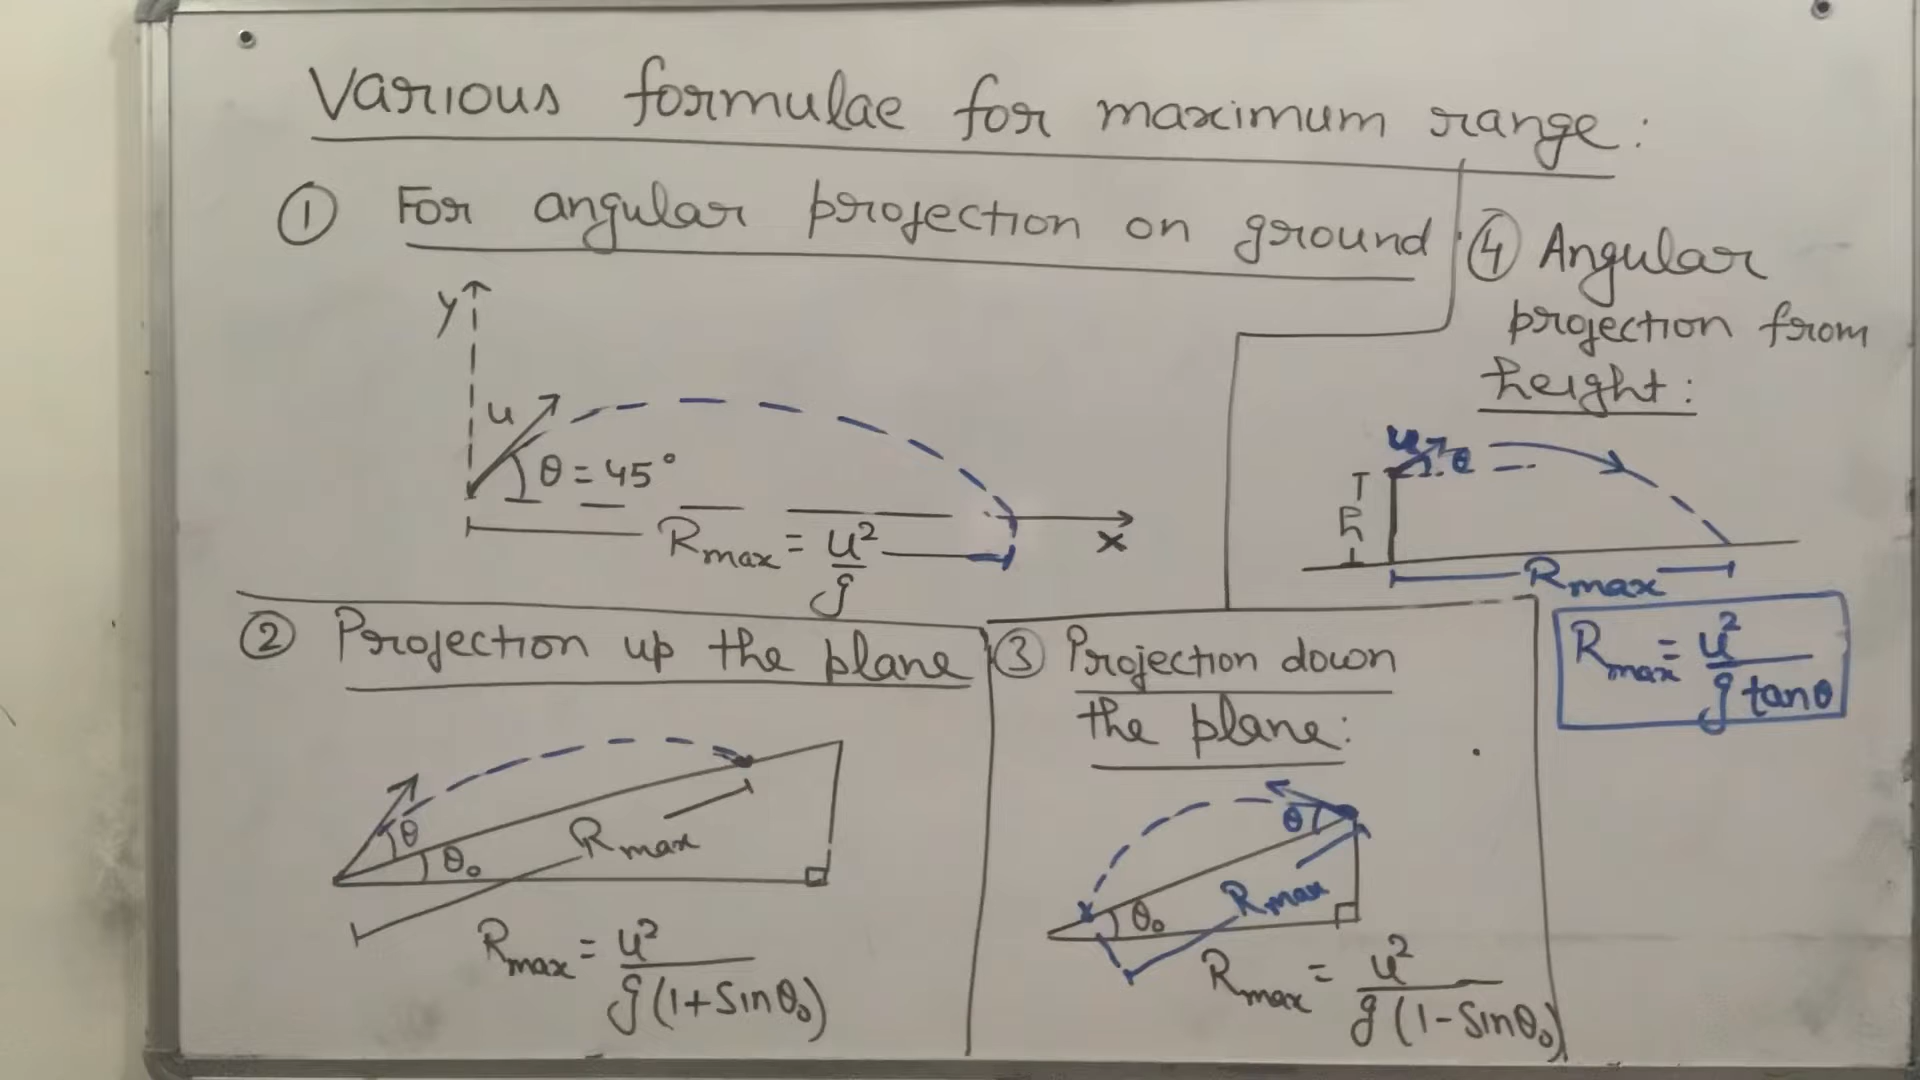 Various formulae for maximum range:
① For angular projection on ground
y
u
θ = 45°
Rmax = u²/g
x
④ Angular
projection from
height:
u θ
h
Rmax
Rmax = u²/g tanθ
② Projection up the plane
θ
θ₀
Rmax
Rmax = u²/g(1+Sinθ₀)
③ Projection down
the plane:
θ
θ₀
Rmax
Rmax = u²/g(1-Sinθ₀)